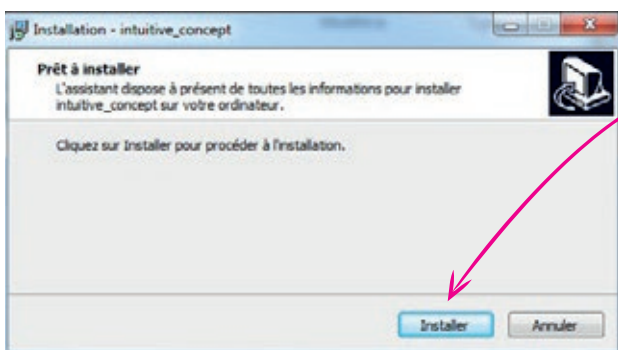 Installation - intuitive_concept
Prêt à installer
L'assistant dispose à présent de toutes les informations pour installer
intuitive_concept sur votre ordinateur.
Cliquez sur Installer pour procéder à l'installation.
Installer
Annuler